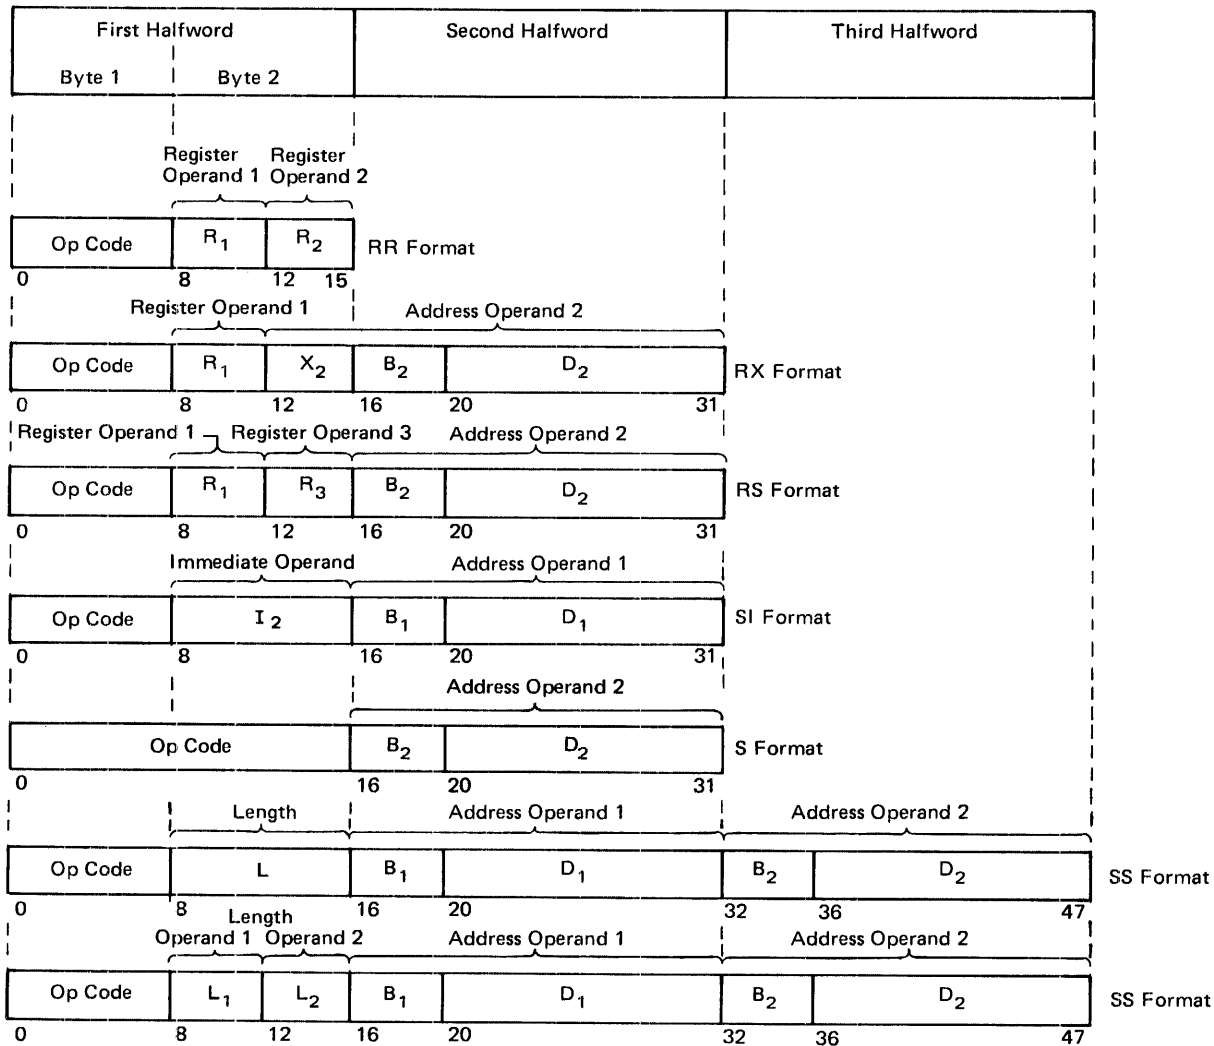 First Halfword Second Halfword Third Halfword
Byte 1 Byte 2
Register Register
Operand 1 Operand 2
Op Code R1 R2 RR Format
0 8 12 15
Register Operand 1 Address Operand 2
Op Code R1 X2 B2 D2 RX Format
0 8 12 16 20 31
Register Operand 1 Register Operand 3 Address Operand 2
Op Code R1 R3 B2 D2 RS Format
0 8 12 16 20 31
Immediate Operand Address Operand 1
Op Code I2 B1 D1 SI Format
0 8 16 20 31
Address Operand 2
Op Code B2 D2 S Format
0 16 20 31
Length Address Operand 1 Address Operand 2
Op Code L B1 D1 B2 D2 SS Format
0 8 16 20 32 36 47
Length
Operand 1 Operand 2 Address Operand 1 Address Operand 2
Op Code L1 L2 B1 D1 B2 D2 SS Format
0 8 12 16 20 32 36 47